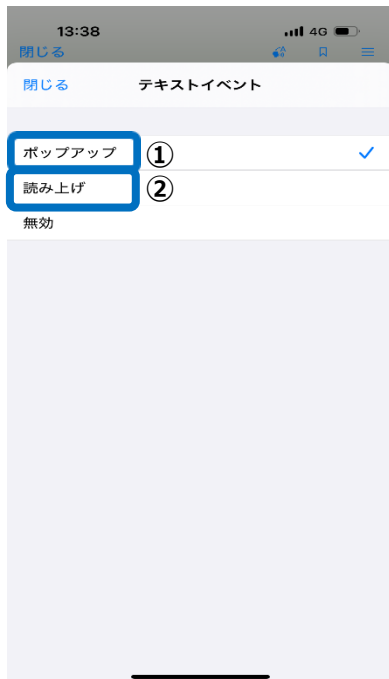 13:38 4G
閉じる
閉じる テキストイベント
ポップアップ ①
読み上げ ②
無効